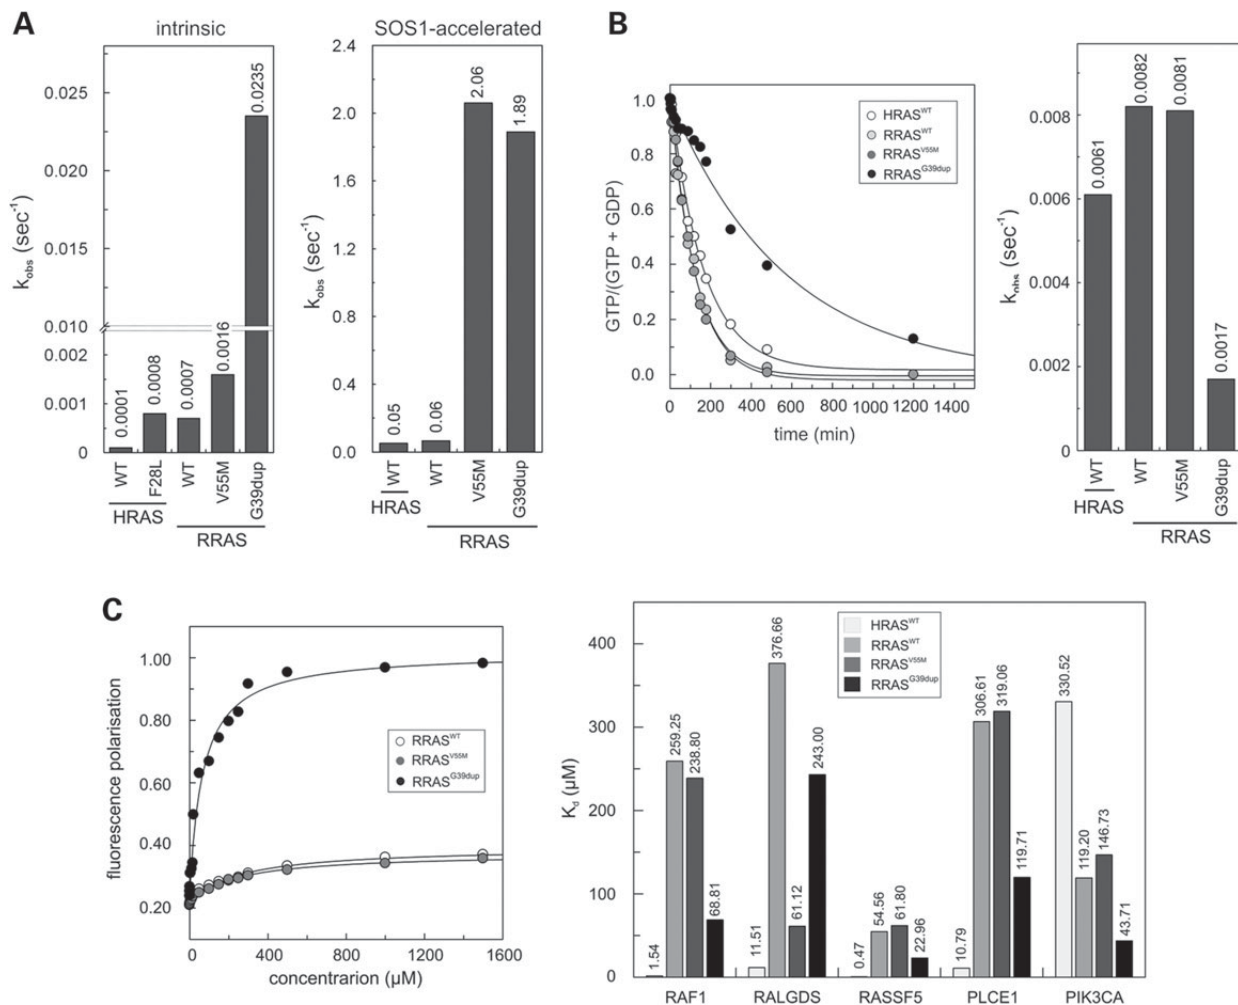 A
intrinsic
SOS1-accelerated
kobs (sec-1)
0.025
0.020
0.015
0.010
0.002
0.001
0
0.0001
0.0008
0.0007
0.0016
0.0235
WT
F28L
WT
V55M
G39dup
HRAS
RRAS
kobs (sec-1)
2.4
2.0
1.6
1.2
0.8
0.4
0.0
0.05
0.06
2.06
1.89
WT
WT
V55M
G39dup
HRAS
RRAS
B
GTP/(GTP + GDP)
1.0
0.8
0.6
0.4
0.2
0.0
HRASWT
RRASWT
RRASV55M
RRASG39dup
0 200 400 600 800 1000 1200 1400
time (min)
kobs (sec-1)
0.008
0.006
0.004
0.002
0
0.0061
0.0082
0.0081
0.0017
WT
WT
V55M
G39dup
HRAS
RRAS
C
fluorescence polarisation
1.00
0.80
0.60
0.40
0.20
RRASWT
RRASV55M
RRASG39dup
0 400 800 1200 1600
concentrarion (µM)
Kd (µM)
400
300
200
100
0
HRASWT
RRASWT
RRASV55M
RRASG39dup
1.54
259.25
238.80
68.81
11.51
376.66
61.12
243.00
0.47
54.56
61.80
22.96
10.79
306.61
319.06
119.71
330.52
119.20
146.73
43.71
RAF1 RALGDS RASSF5 PLCE1 PIK3CA